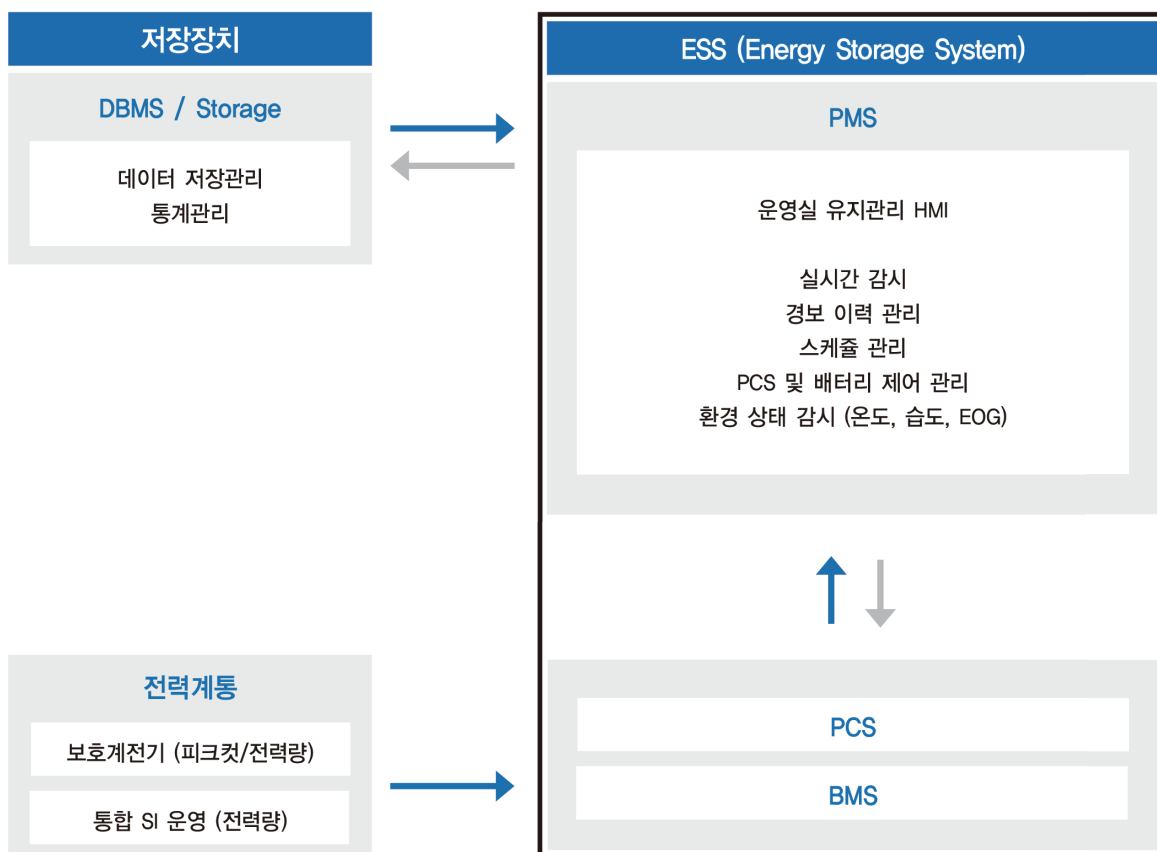 저장장치
DBMS / Storage
데이터 저장관리
통계관리
ESS (Energy Storage System)
PMS
운영실 유지관리 HMI
실시간 감시
경보 이력 관리
스케쥴 관리
PCS 및 배터리 제어 관리
환경 상태 감시 (온도, 습도, EOG)
전력계통
보호계전기 (피크컷/전력량)
통합 SI 운영 (전력량)
PCS
BMS